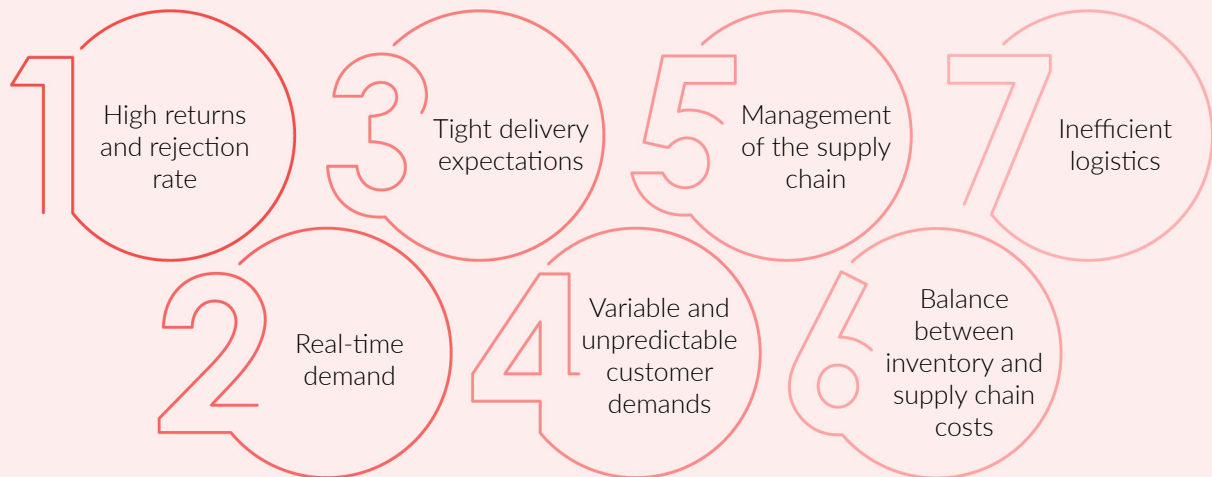 1
High returns
and rejection
rate
2
Real-time
demand
3
Tight delivery
expectations
4
Variable and
unpredictable
customer
demands
5
Management
of the supply
chain
6
Balance
between
inventory and
supply chain
costs
7
Inefficient
logistics